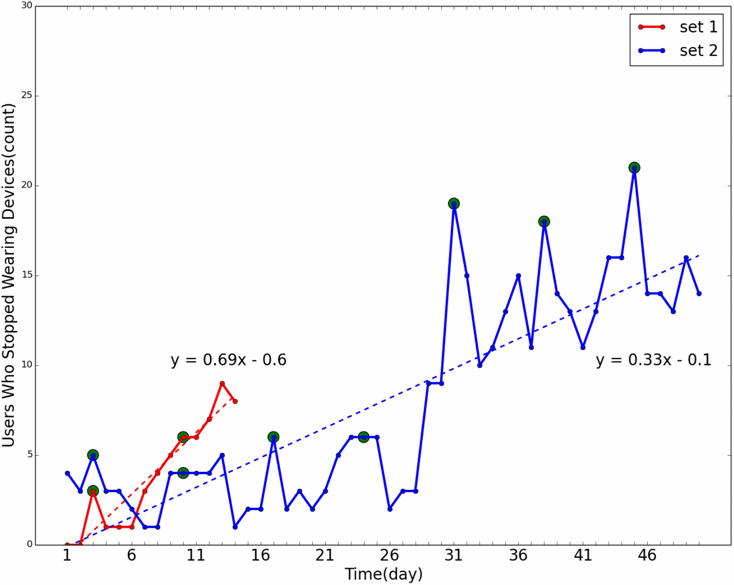 30
25
20
15
10
5
0
Users Who Stopped Wearing Devices(count)
set 1
set 2
y = 0.69x - 0.6
y = 0.33x - 0.1
1 6 11 16 21 26 31 36 41 46
Time(day)